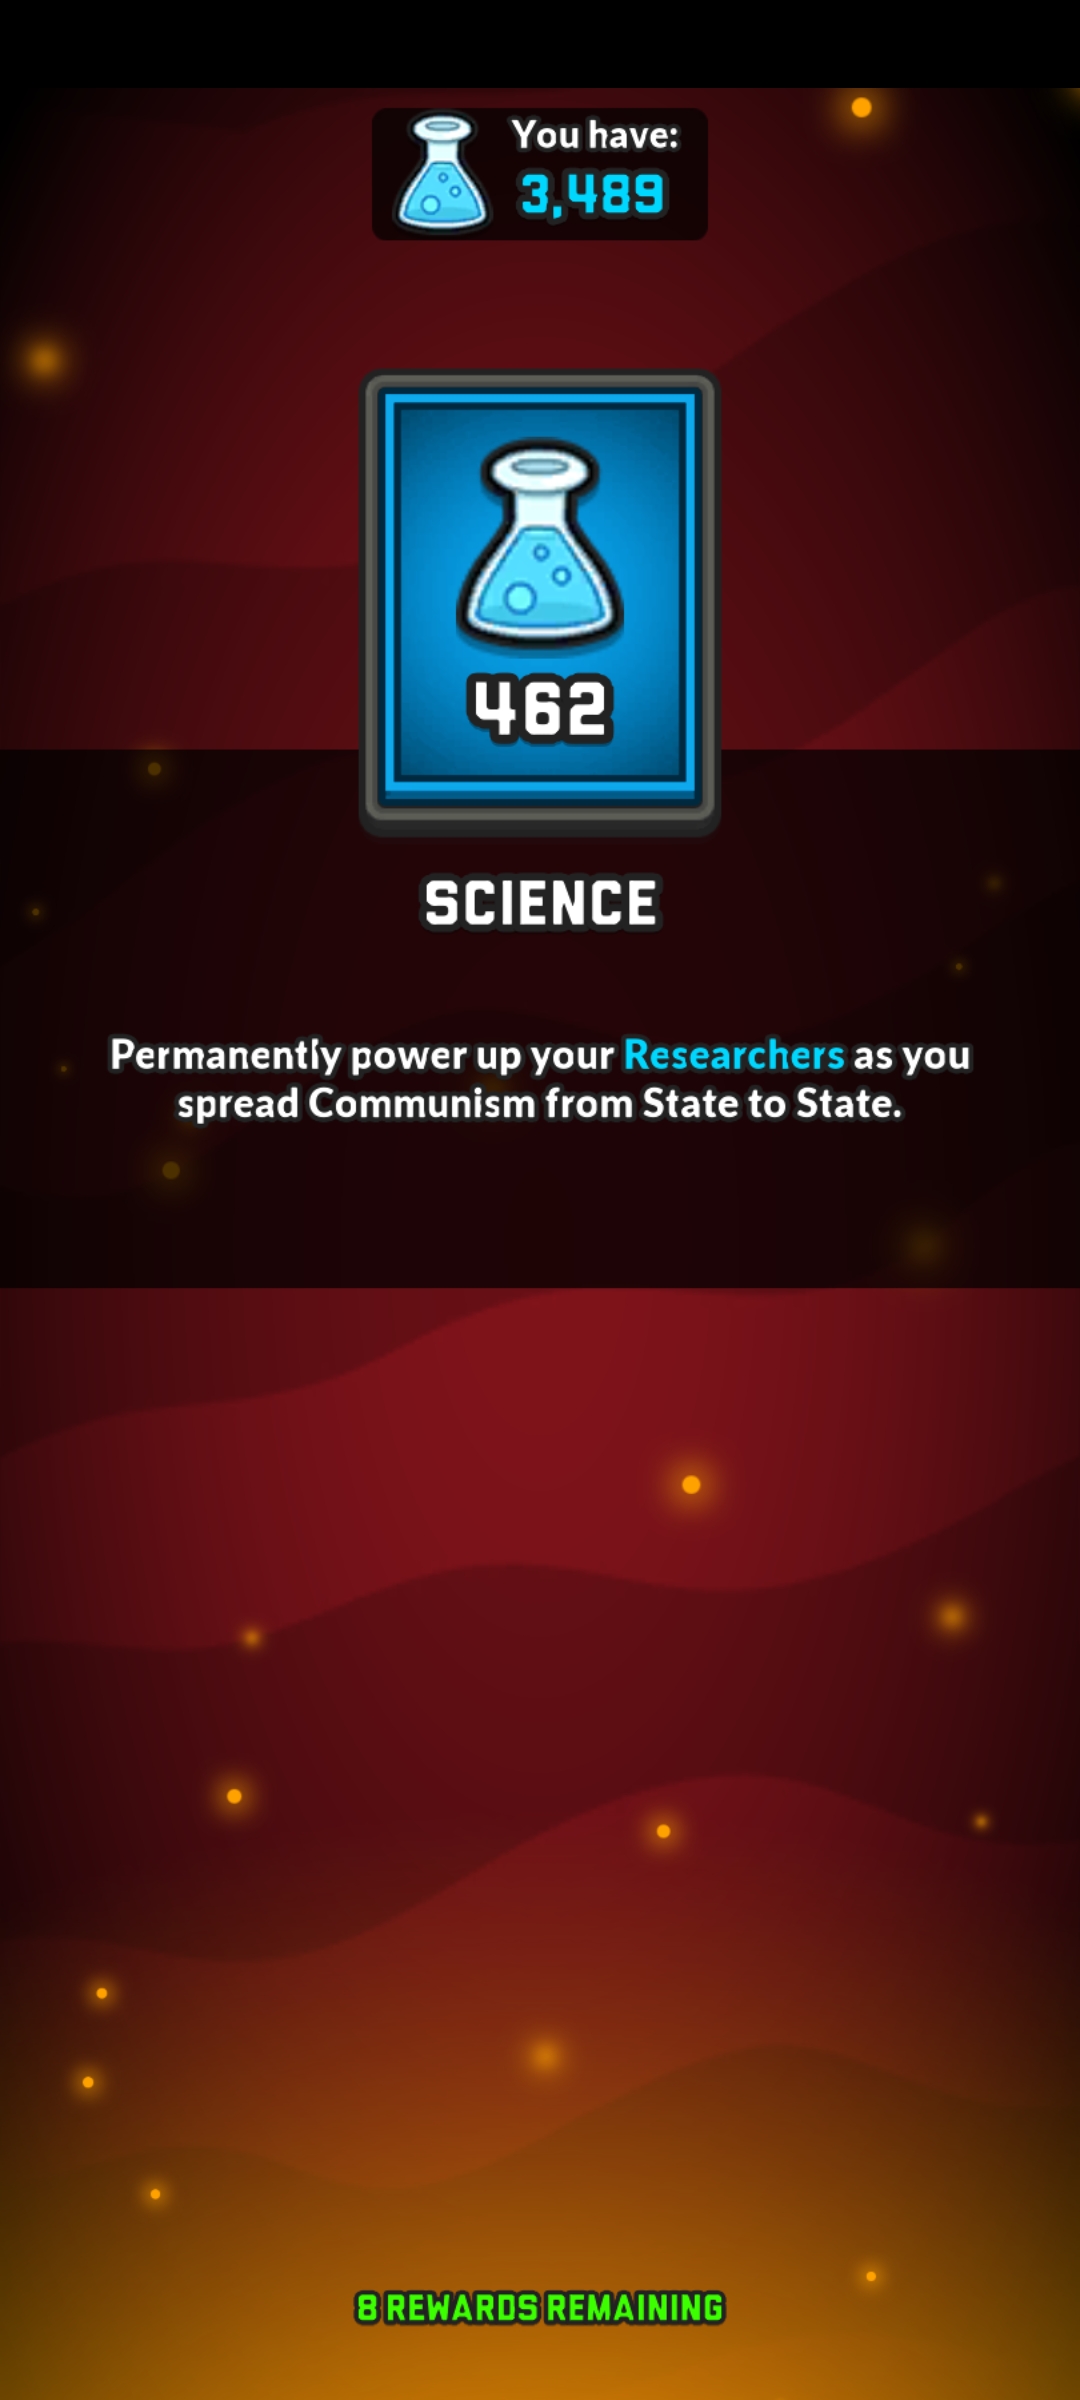 You have:
3,489
462
SCIENCE
Permanently power up your Researchers as you
spread Communism from State to State.
8 REWARDS REMAINING